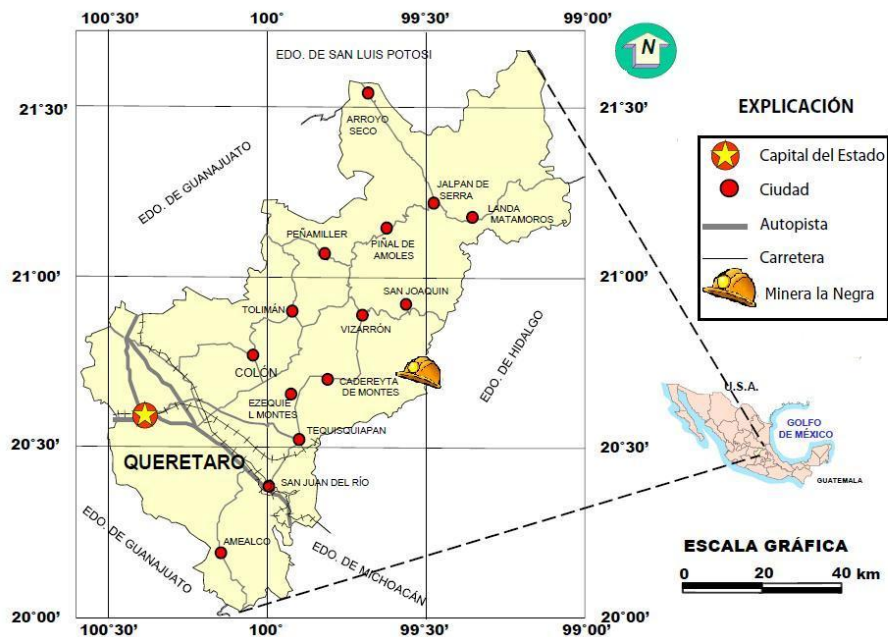 100°30’ 100° 99°30’ 99°00’
EDO. DE SAN LUIS POTOSI
N
21°30’
21°30’
ARROYO
SECO
EDO. DE GUANAJUATO
JALPAN DE
SERRA
LANDA
MATAMOROS
PEÑAMILLER
PIÑAL DE
AMOLES
21°00’
21°00’
SAN JOAQUIN
TOLIMÁN
VIZARRÓN
EDO. DE HIDALGO
COLÓN
CADEREYTA
DE MONTES
EZEQUIE
L MONTES
TEQUISQUIAPAN
20°30’
20°30’
QUERETARO
SAN JUAN DEL RÍO
EDO. DE GUANAJUATO
AMEALCO
EDO. DE MICHOACÁN
20°00’
20°00’
100°30’ 100° 99°30’ 99°00’
EXPLICACIÓN
Capital del Estado
Ciudad
Autopista
Carretera
Minera la Negra
U.S.A.
GOLFO
DE MÉXICO
GUATEMALA
ESCALA GRÁFICA
0 20 40 km